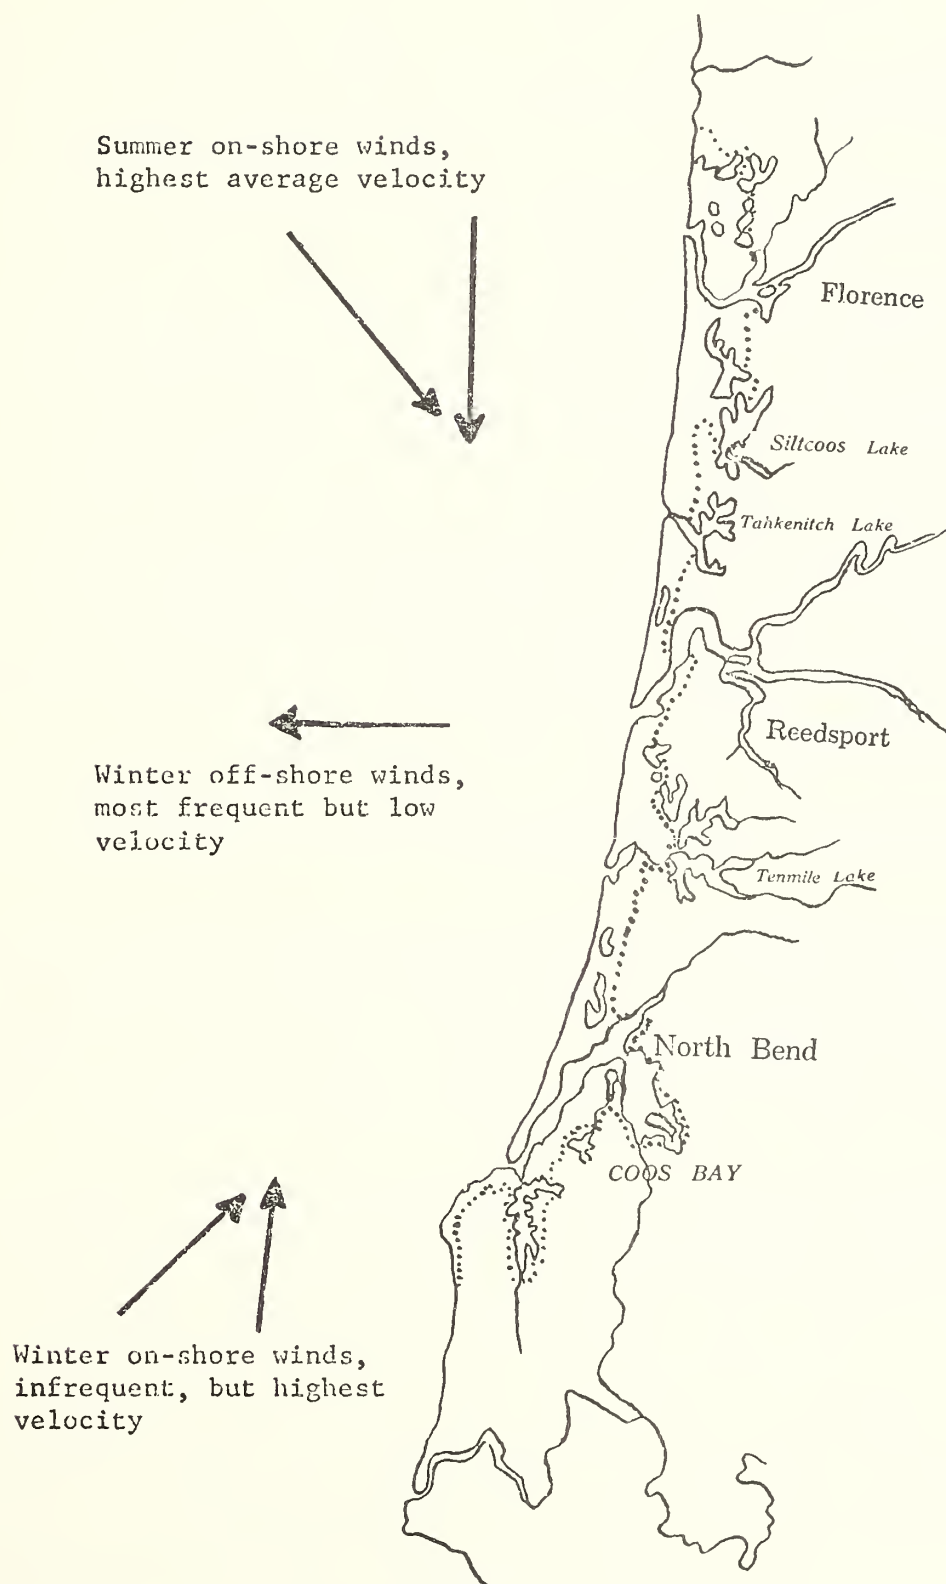 Summer on-shore winds,
highest average velocity
Florence
Siltcoos Lake
Tahkenitch Lake
Reedsport
Winter off-shore winds,
most frequent but low
velocity
Tenmile Lake
North Bend
COOS BAY
Winter on-shore winds,
infrequent, but highest
velocity